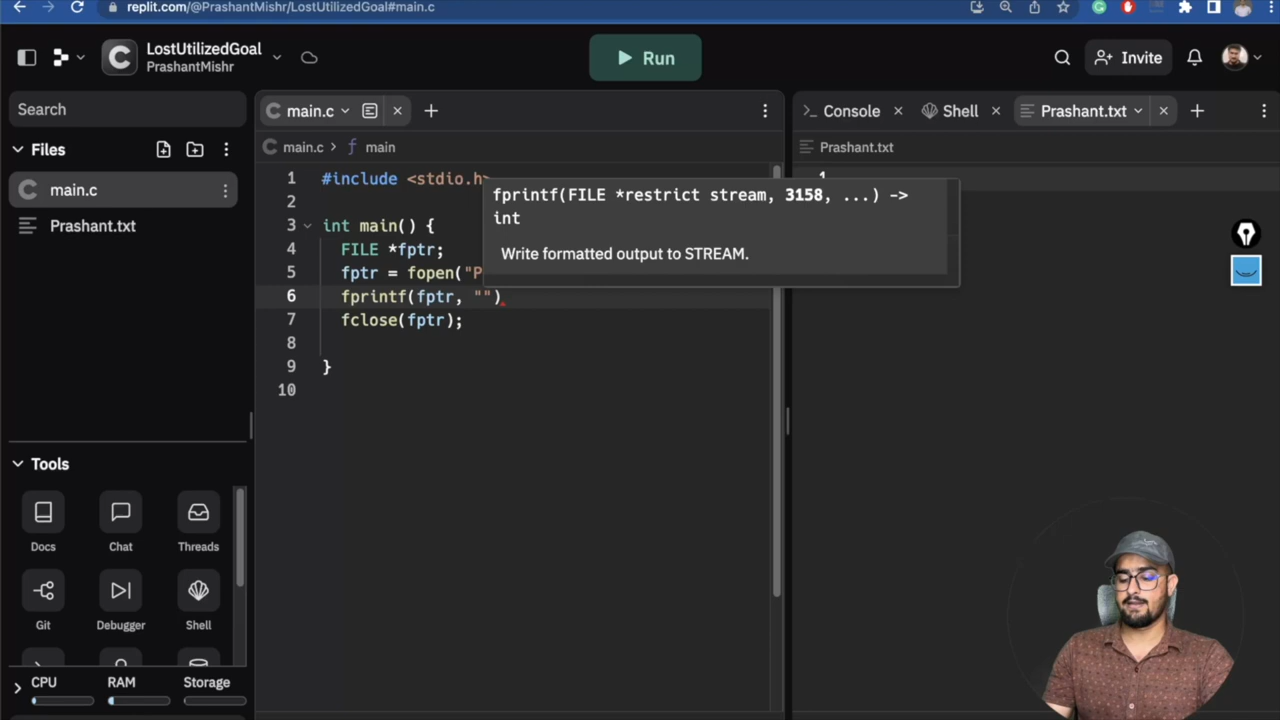 replit.com/@PrashantMishr/LostUtilizedGoal#main.c
LostUtilizedGoal
PrashantMishr
Run
Invite
Search
Files
main.c
Prashant.txt
main.c
main.c > f main
1 #include <stdio.h>
2
3 int main() {
4 FILE *fptr;
5 fptr = fopen("P
6 fprintf(fptr, "")
7 fclose(fptr);
8
9 }
10
fprintf(FILE *restrict stream, 3158, ...) ->
int
Write formatted output to STREAM.
Console
Shell
Prashant.txt
Prashant.txt
1
Tools
Docs
Chat
Threads
Git
Debugger
Shell
CPU
RAM
Storage